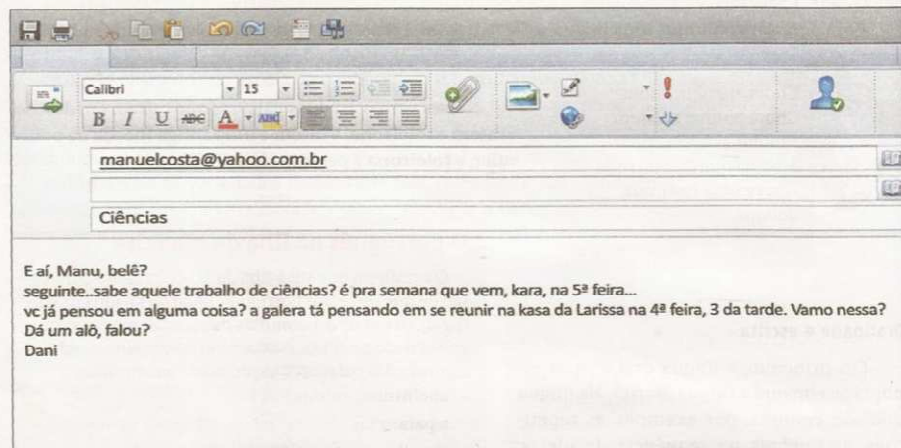 Calibri 15
B I U ABC A
manuelcosta@yahoo.com.br
Ciências
E aí, Manu, belê?
seguinte..sabe aquele trabalho de ciências? é pra semana que vem, kara, na 5ª feira...
vc já pensou em alguma coisa? a galera tá pensando em se reunir na kasa da Larissa na 4ª feira, 3 da tarde. Vamo nessa?
Dá um alô, falou?
Dani